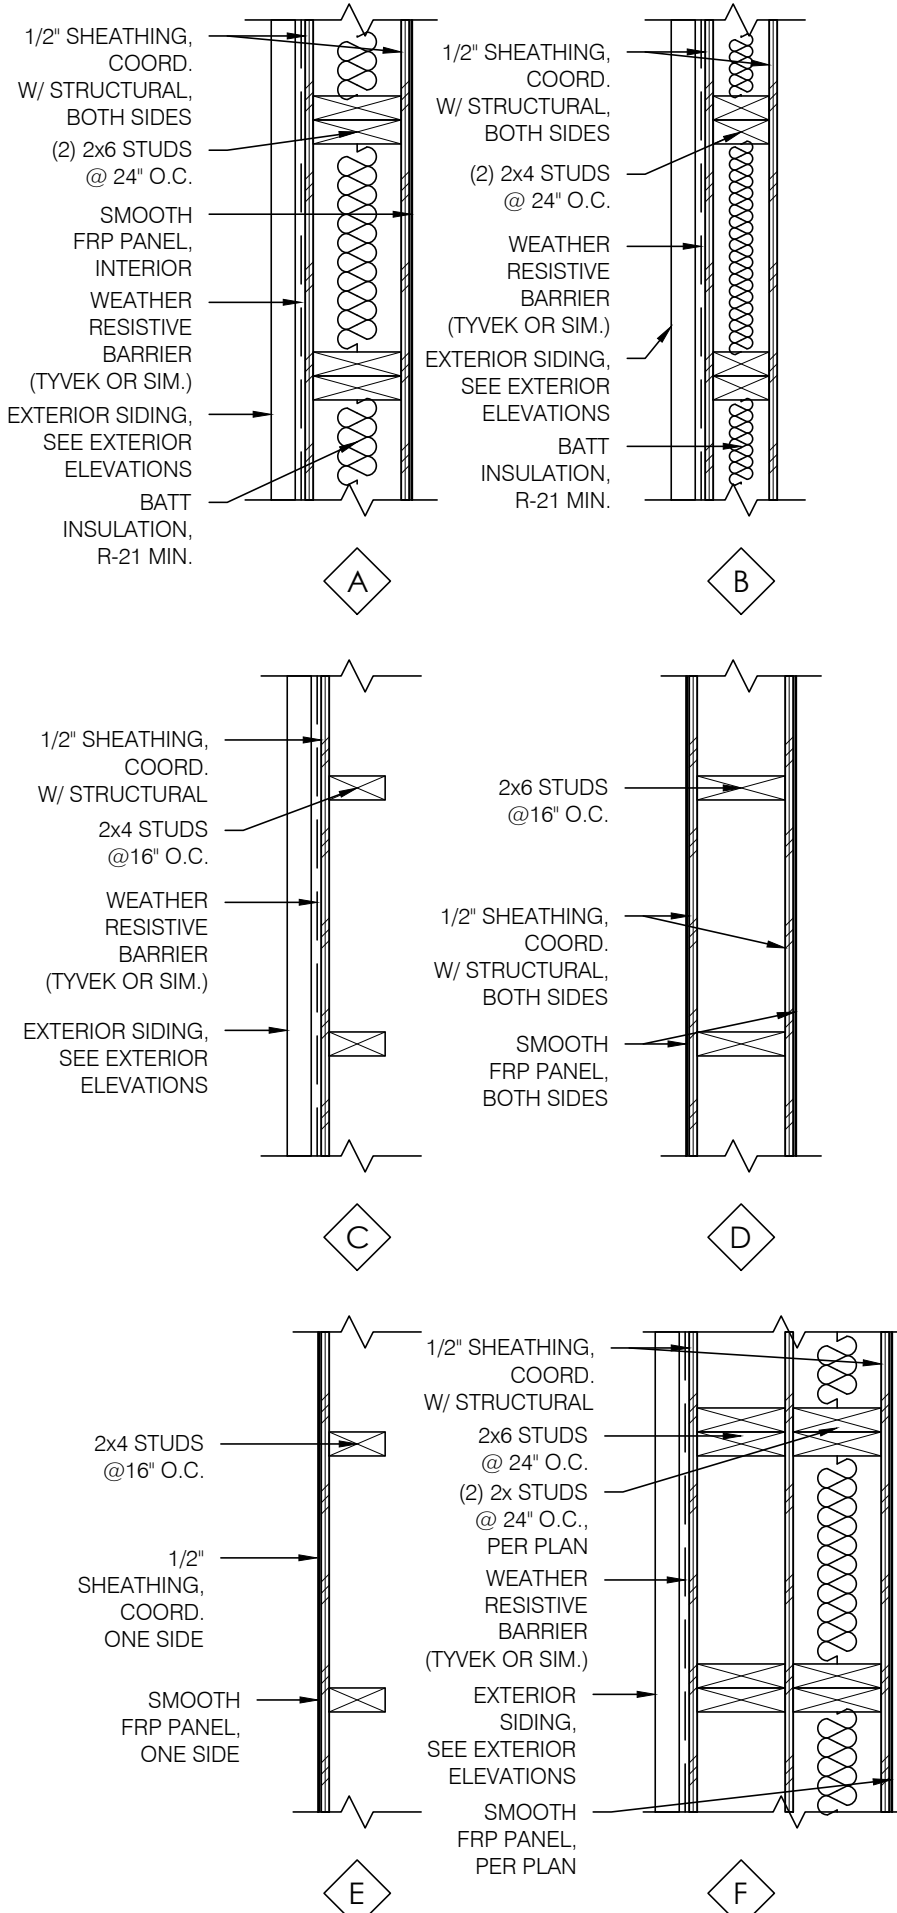 1/2" SHEATHING,
COORD.
W/ STRUCTURAL,
BOTH SIDES
(2) 2x6 STUDS
@ 24" O.C.
SMOOTH
FRP PANEL,
INTERIOR
WEATHER
RESISTIVE
BARRIER
(TYVEK OR SIM.)
EXTERIOR SIDING,
SEE EXTERIOR
ELEVATIONS
BATT
INSULATION,
R-21 MIN.
A
1/2" SHEATHING,
COORD.
W/ STRUCTURAL,
BOTH SIDES
(2) 2x4 STUDS
@ 24" O.C.
WEATHER
RESISTIVE
BARRIER
(TYVEK OR SIM.)
EXTERIOR SIDING,
SEE EXTERIOR
ELEVATIONS
BATT
INSULATION,
R-21 MIN.
B
1/2" SHEATHING,
COORD.
W/ STRUCTURAL
2x4 STUDS
@16" O.C.
WEATHER
RESISTIVE
BARRIER
(TYVEK OR SIM.)
EXTERIOR SIDING,
SEE EXTERIOR
ELEVATIONS
C
2x6 STUDS
@16" O.C.
1/2" SHEATHING,
COORD.
W/ STRUCTURAL,
BOTH SIDES
SMOOTH
FRP PANEL,
BOTH SIDES
D
2x4 STUDS
@16" O.C.
1/2"
SHEATHING,
COORD.
ONE SIDE
SMOOTH
FRP PANEL,
ONE SIDE
E
1/2" SHEATHING,
COORD.
W/ STRUCTURAL
2x6 STUDS
@ 24" O.C.
(2) 2x STUDS
@ 24" O.C.,
PER PLAN
WEATHER
RESISTIVE
BARRIER
(TYVEK OR SIM.)
EXTERIOR
SIDING,
SEE EXTERIOR
ELEVATIONS
SMOOTH
FRP PANEL,
PER PLAN
F